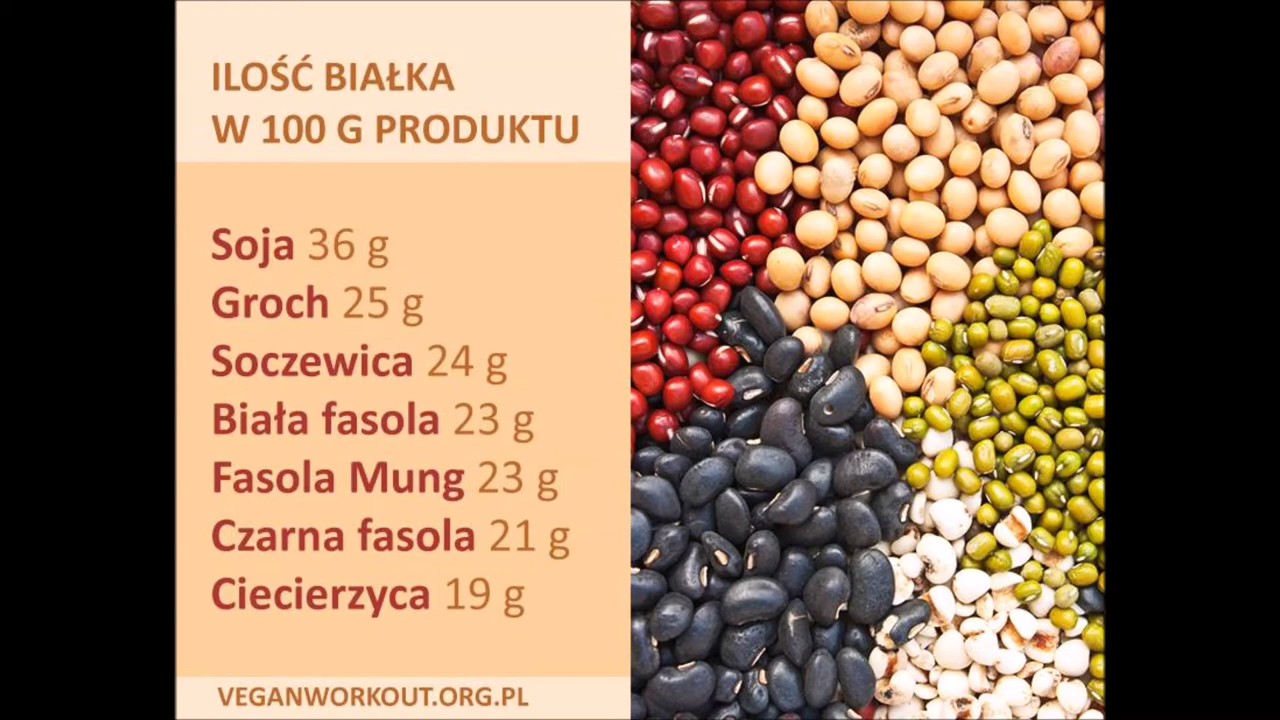 ILOŚĆ BIAŁKA
W 100 G PRODUKTU
Soja 36 g
Groch 25 g
Soczewica 24 g
Biała fasola 23 g
Fasola Mung 23 g
Czarna fasola 21 g
Ciecierzyca 19 g
VEGANWORKOUT.ORG.PL